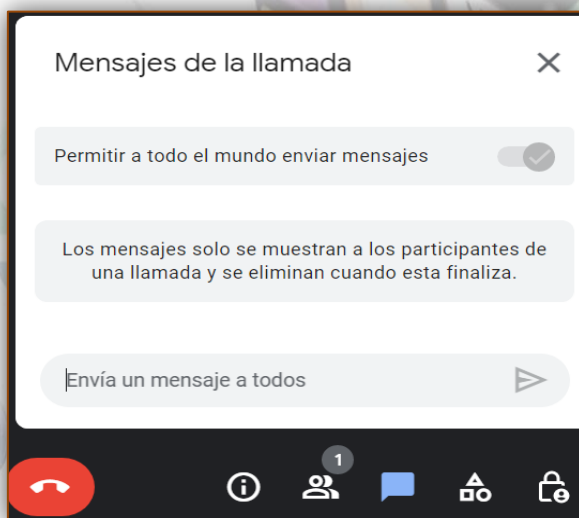 Mensajes de la llamada
Permitir a todo el mundo enviar mensajes
Los mensajes solo se muestran a los participantes de
una llamada y se eliminan cuando esta finaliza.
Envía un mensaje a todos
1